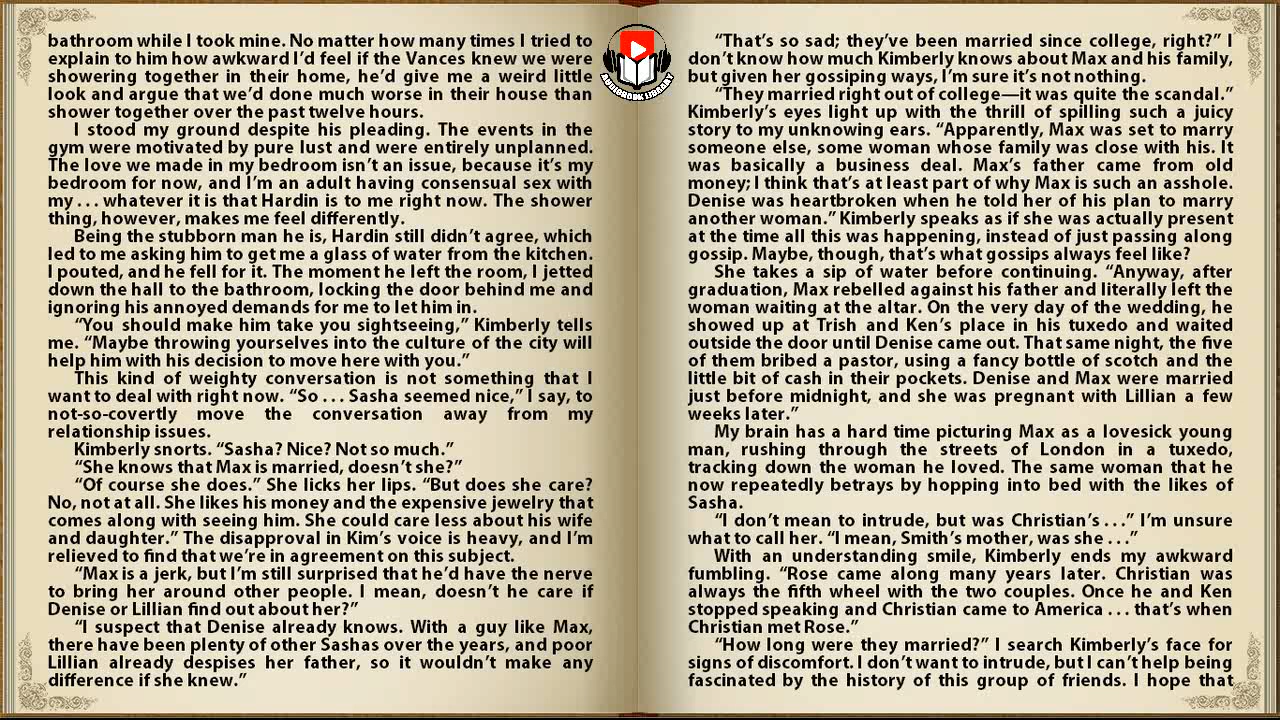 bathroom while I took mine. No matter how many times I tried to
explain to him how awkward I’d feel if the Vances knew we were
showering together in their home, he’d give me a weird little
look and argue that we’d done much worse in their house than
shower together over the past twelve hours.
I stood my ground despite his pleading. The events in the
gym were motivated by pure lust and were entirely unplanned.
The love we made in my bedroom isn’t an issue, because it’s my
bedroom for now, and I’m an adult having consensual sex with
my . . . whatever it is that Hardin is to me right now. The shower
thing, however, makes me feel differently.
Being the stubborn man he is, Hardin still didn’t agree, which
led to me asking him to get me a glass of water from the kitchen.
I pouted, and he fell for it. The moment he left the room, I jetted
down the hall to the bathroom, locking the door behind me and
ignoring his annoyed demands for me to let him in.
“You should make him take you sightseeing,” Kimberly tells
me. “Maybe throwing yourselves into the culture of the city will
help him with his decision to move here with you.”
This kind of weighty conversation is not something that I
want to deal with right now. “So . . . Sasha seemed nice,” I say, to
not-so-covertly move the conversation away from my
relationship issues.
Kimberly snorts. “Sasha? Nice? Not so much.”
“She knows that Max is married, doesn’t she?”
“Of course she does.” She licks her lips. “But does she care?
No, not at all. She likes his money and the expensive jewelry that
comes along with seeing him. She could care less about his wife
and daughter.” The disapproval in Kim’s voice is heavy, and I’m
relieved to find that we’re in agreement on this subject.
“Max is a jerk, but I’m still surprised that he’d have the nerve
to bring her around other people. I mean, doesn’t he care if
Denise or Lillian find out about her?”
“I suspect that Denise already knows. With a guy like Max,
there have been plenty of other Sashas over the years, and poor
Lillian already despises her father, so it wouldn’t make any
difference if she knew.”
AUDIOBOOK LIBRARY
“That’s so sad; they’ve been married since college, right?” I
don’t know how much Kimberly knows about Max and his family,
but given her gossiping ways, I’m sure it’s not nothing.
“They married right out of college—it was quite the scandal.”
Kimberly’s eyes light up with the thrill of spilling such a juicy
story to my unknowing ears. “Apparently, Max was set to marry
someone else, some woman whose family was close with his. It
was basically a business deal. Max’s father came from old
money; I think that’s at least part of why Max is such an asshole.
Denise was heartbroken when he told her of his plan to marry
another woman.” Kimberly speaks as if she was actually present
at the time all this was happening, instead of just passing along
gossip. Maybe, though, that’s what gossips always feel like?
She takes a sip of water before continuing. “Anyway, after
graduation, Max rebelled against his father and literally left the
woman waiting at the altar. On the very day of the wedding, he
showed up at Trish and Ken’s place in his tuxedo and waited
outside the door until Denise came out. That same night, the five
of them bribed a pastor, using a fancy bottle of scotch and the
little bit of cash in their pockets. Denise and Max were married
just before midnight, and she was pregnant with Lillian a few
weeks later.”
My brain has a hard time picturing Max as a lovesick young
man, rushing through the streets of London in a tuxedo,
tracking down the woman he loved. The same woman that he
now repeatedly betrays by hopping into bed with the likes of
Sasha.
“I don’t mean to intrude, but was Christian’s . . .” I’m unsure
what to call her. “I mean, Smith’s mother, was she . . .”
With an understanding smile, Kimberly ends my awkward
fumbling. “Rose came along many years later. Christian was
always the fifth wheel with the two couples. Once he and Ken
stopped speaking and Christian came to America . . . that’s when
Christian met Rose.”
“How long were they married?” I search Kimberly’s face for
signs of discomfort. I don’t want to intrude, but I can’t help being
fascinated by the history of this group of friends. I hope that